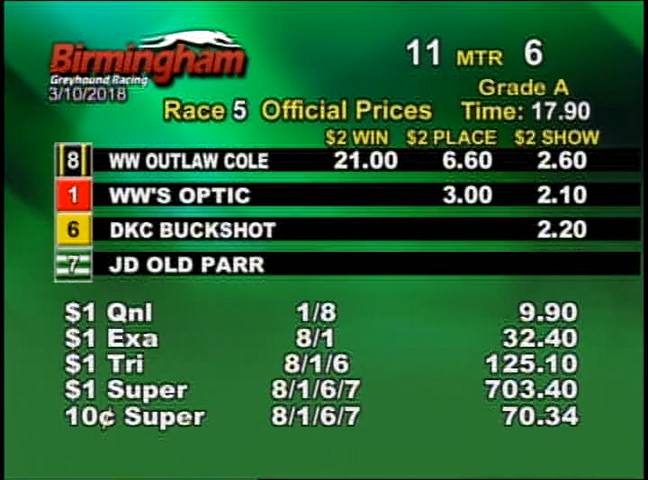 Birmingham
Greyhound Racing
3/10/2018
11 MTR 6
Grade A
Race 5 Official Prices Time: 17.90
$2 WIN $2 PLACE $2 SHOW
8 WW OUTLAW COLE 21.00 6.60 2.60
1 WW'S OPTIC 3.00 2.10
6 DKC BUCKSHOT 2.20
7 JD OLD PARR
$1 Qnl 1/8 9.90
$1 Exa 8/1 32.40
$1 Tri 8/1/6 125.10
$1 Super 8/1/6/7 703.40
10¢ Super 8/1/6/7 70.34